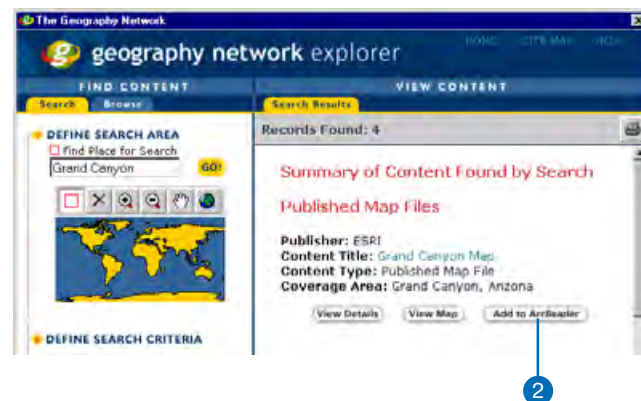 The Geography Network
geography network explorer
HOME SITE MAP HELP
FIND CONTENT
VIEW CONTENT
Search Browse
Search Results
DEFINE SEARCH AREA
Find Place for Search
Grand Canyon GO!
DEFINE SEARCH CRITERIA
Records Found: 4
Summary of Content Found by Search
Published Map Files
Publisher: ESRI
Content Title: Grand Canyon Map
Content Type: Published Map File
Coverage Area: Grand Canyon, Arizona
View Details View Map Add to ArcReader
2